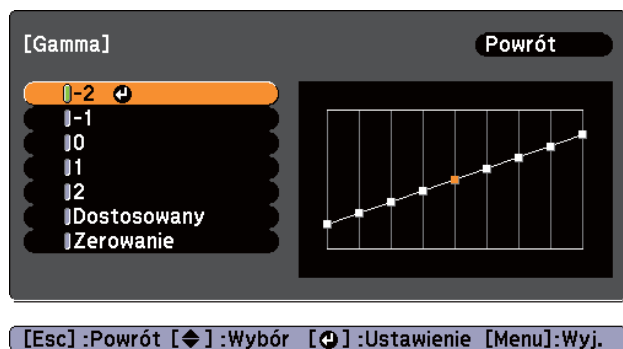 [Gamma]
Powrót
-2
-1
0
1
2
Dostosowany
Zerowanie
[Esc] :Powrót [◆] :Wybór [↵] :Ustawienie [Menu]:Wyj.